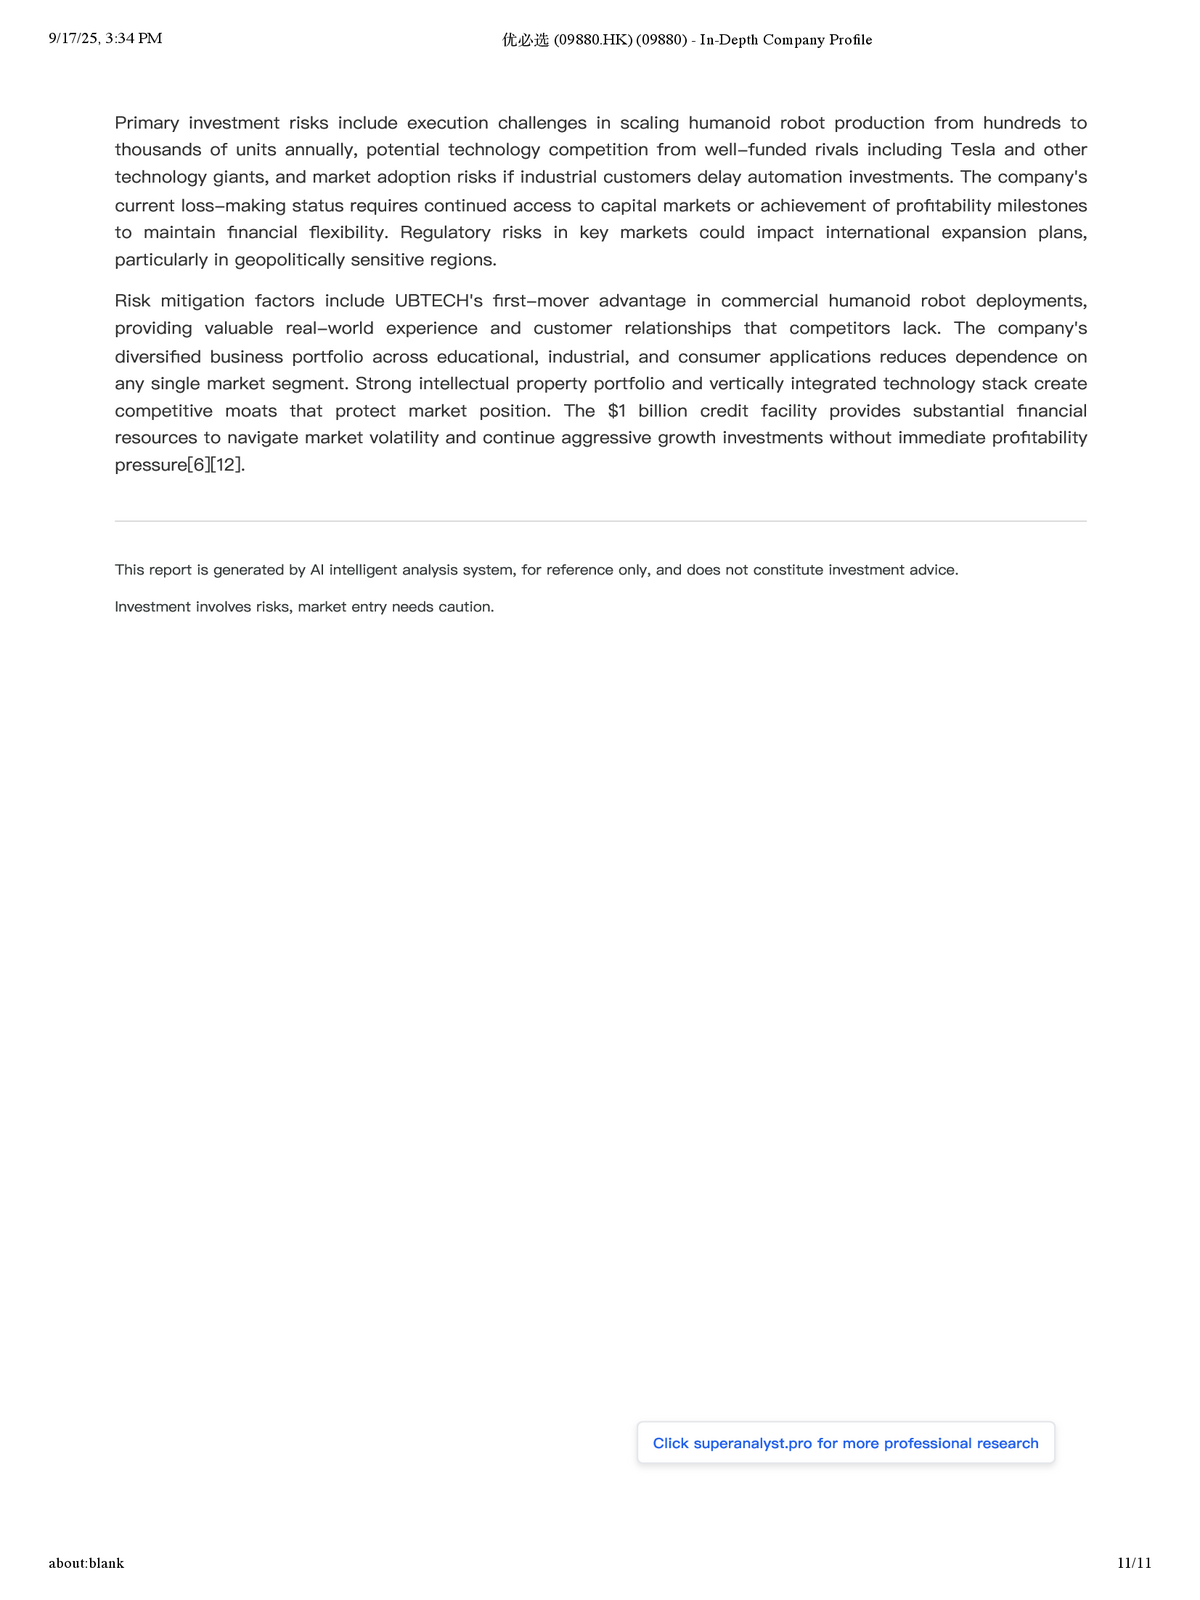 9/17/25, 3:34 PM
优必选 (09880.HK) (09880) - In-Depth Company Profile
Primary investment risks include execution challenges in scaling humanoid robot production from hundreds to
thousands of units annually, potential technology competition from well–funded rivals including Tesla and other
technology giants, and market adoption risks if industrial customers delay automation investments. The company's
current loss–making status requires continued access to capital markets or achievement of profitability milestones
to maintain financial flexibility. Regulatory risks in key markets could impact international expansion plans,
particularly in geopolitically sensitive regions.
Risk mitigation factors include UBTECH's first–mover advantage in commercial humanoid robot deployments,
providing valuable real–world experience and customer relationships that competitors lack. The company's
diversified business portfolio across educational, industrial, and consumer applications reduces dependence on
any single market segment. Strong intellectual property portfolio and vertically integrated technology stack create
competitive moats that protect market position. The $1 billion credit facility provides substantial financial
resources to navigate market volatility and continue aggressive growth investments without immediate profitability
pressure[6][12].
This report is generated by AI intelligent analysis system, for reference only, and does not constitute investment advice.
Investment involves risks, market entry needs caution.
Click superanalyst.pro for more professional research
about:blank
11/11